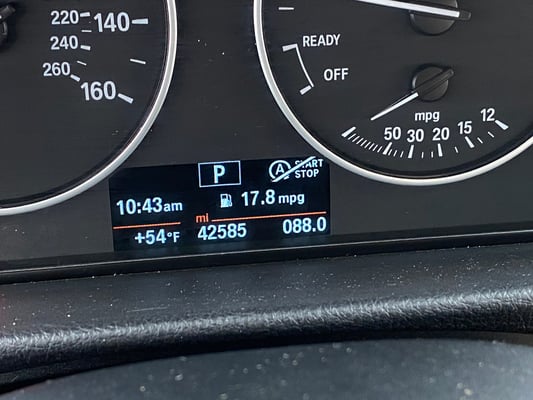 220 140
240
260
160
READY
OFF
mpg
50 30 20 15 12
P
A START STOP
10:43am
17.8 mpg
+54°F
mi
42585
088.0